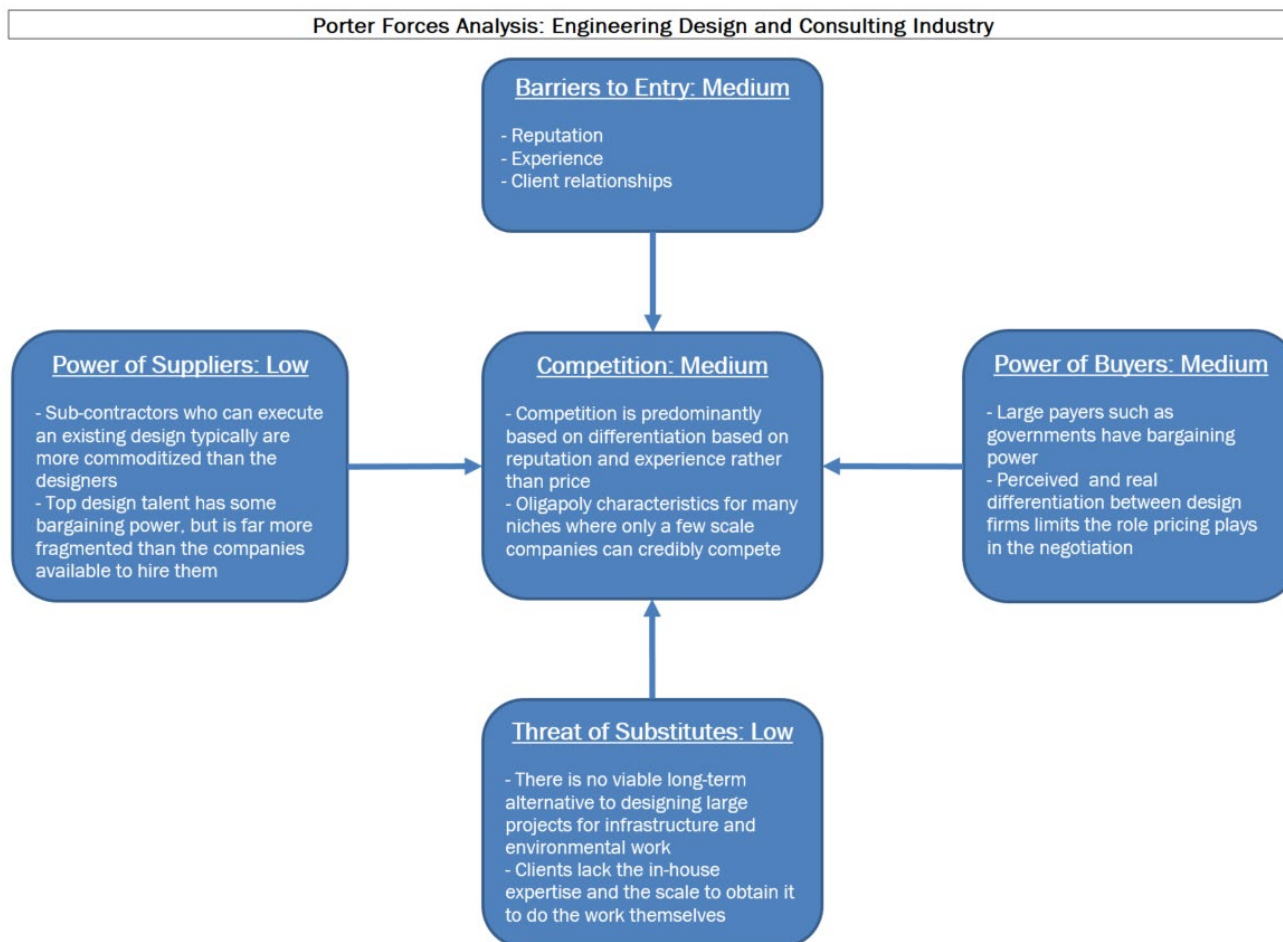 Porter Forces Analysis: Engineering Design and Consulting Industry
Barriers to Entry: Medium
- Reputation
- Experience
- Client relationships
Power of Suppliers: Low
- Sub-contractors who can execute
an existing design typically are
more commoditized than the
designers
- Top design talent has some
bargaining power, but is far more
fragmented than the companies
available to hire them
Competition: Medium
- Competition is predominantly
based on differentiation based on
reputation and experience rather
than price
- Oligapoly characteristics for many
niches where only a few scale
companies can credibly compete
Power of Buyers: Medium
- Large payers such as
governments have bargaining
power
- Perceived and real
differentiation between design
firms limits the role pricing plays
in the negotiation
Threat of Substitutes: Low
- There is no viable long-term
alternative to designing large
projects for infrastructure and
environmental work
- Clients lack the in-house
expertise and the scale to obtain it
to do the work themselves